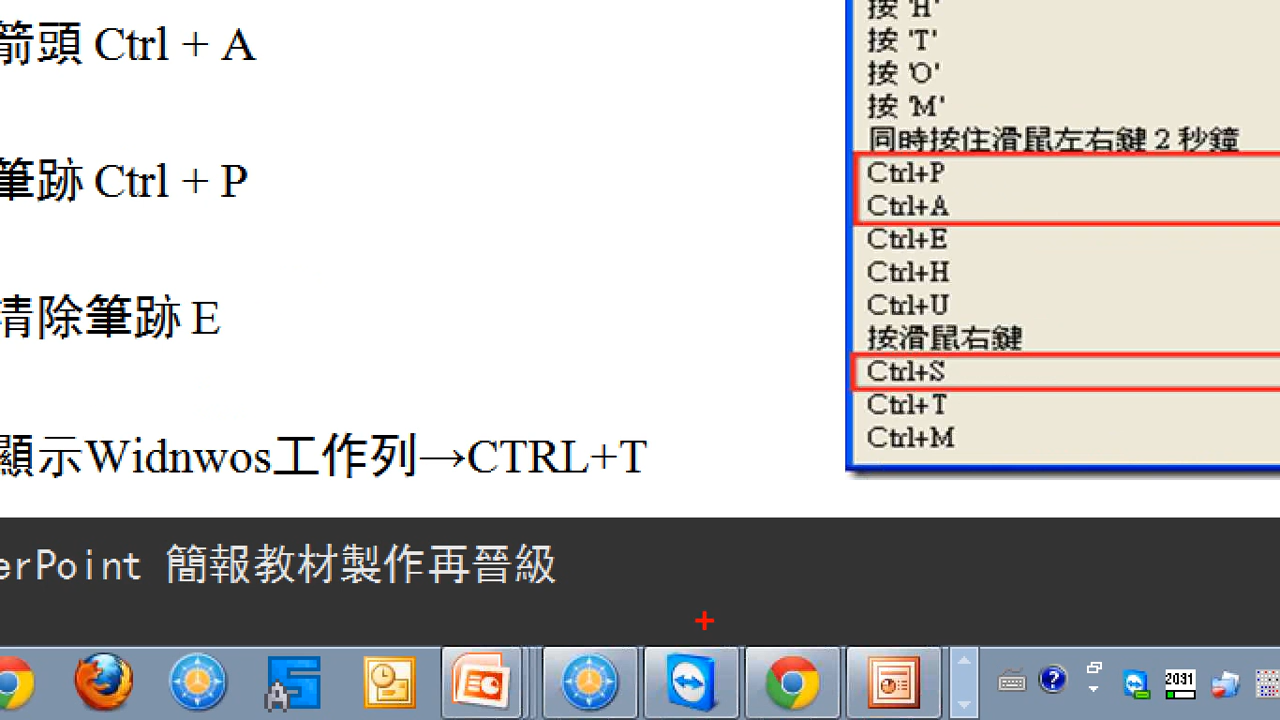 箭頭 Ctrl + A
筆跡 Ctrl + P
清除筆跡 E
顯示Widnwos工作列→CTRL+T
按 'H'
按 'T'
按 'O'
按 'M'
同時按住滑鼠左右鍵 2 秒鐘
Ctrl+P
Ctrl+A
Ctrl+E
Ctrl+H
Ctrl+U
按滑鼠右鍵
Ctrl+S
Ctrl+T
Ctrl+M
erPoint 簡報教材製作再晉級
2031